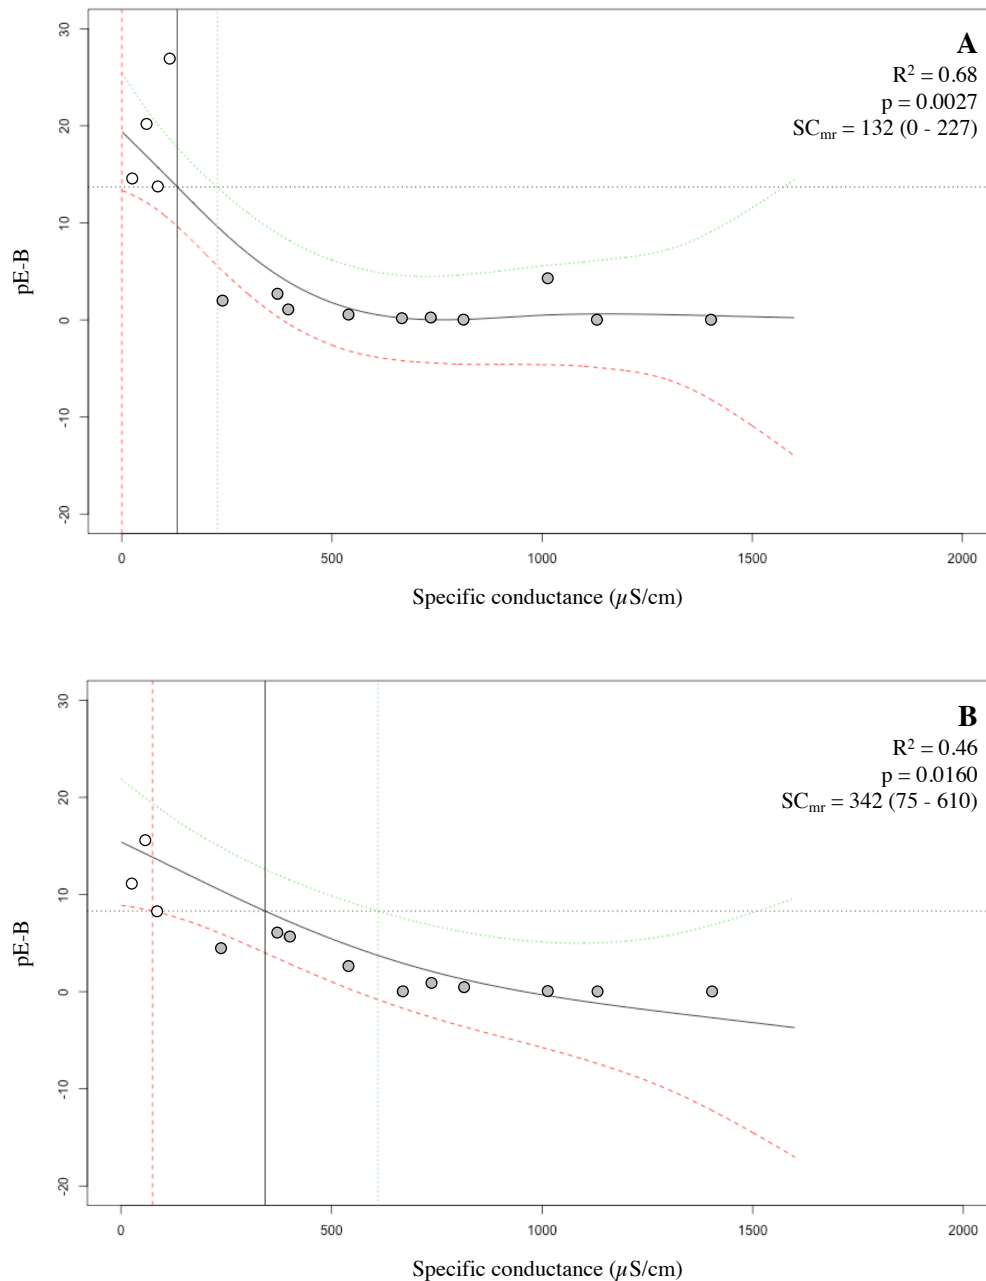 A
R² = 0.68
p = 0.0027
SCmr = 132 (0 - 227)
pE-B
30
20
10
0
-10
-20
0 500 1000 1500 2000
Specific conductance (µS/cm)
B
R² = 0.46
p = 0.0160
SCmr = 342 (75 - 610)
pE-B
30
20
10
0
-10
-20
0 500 1000 1500 2000
Specific conductance (µS/cm)